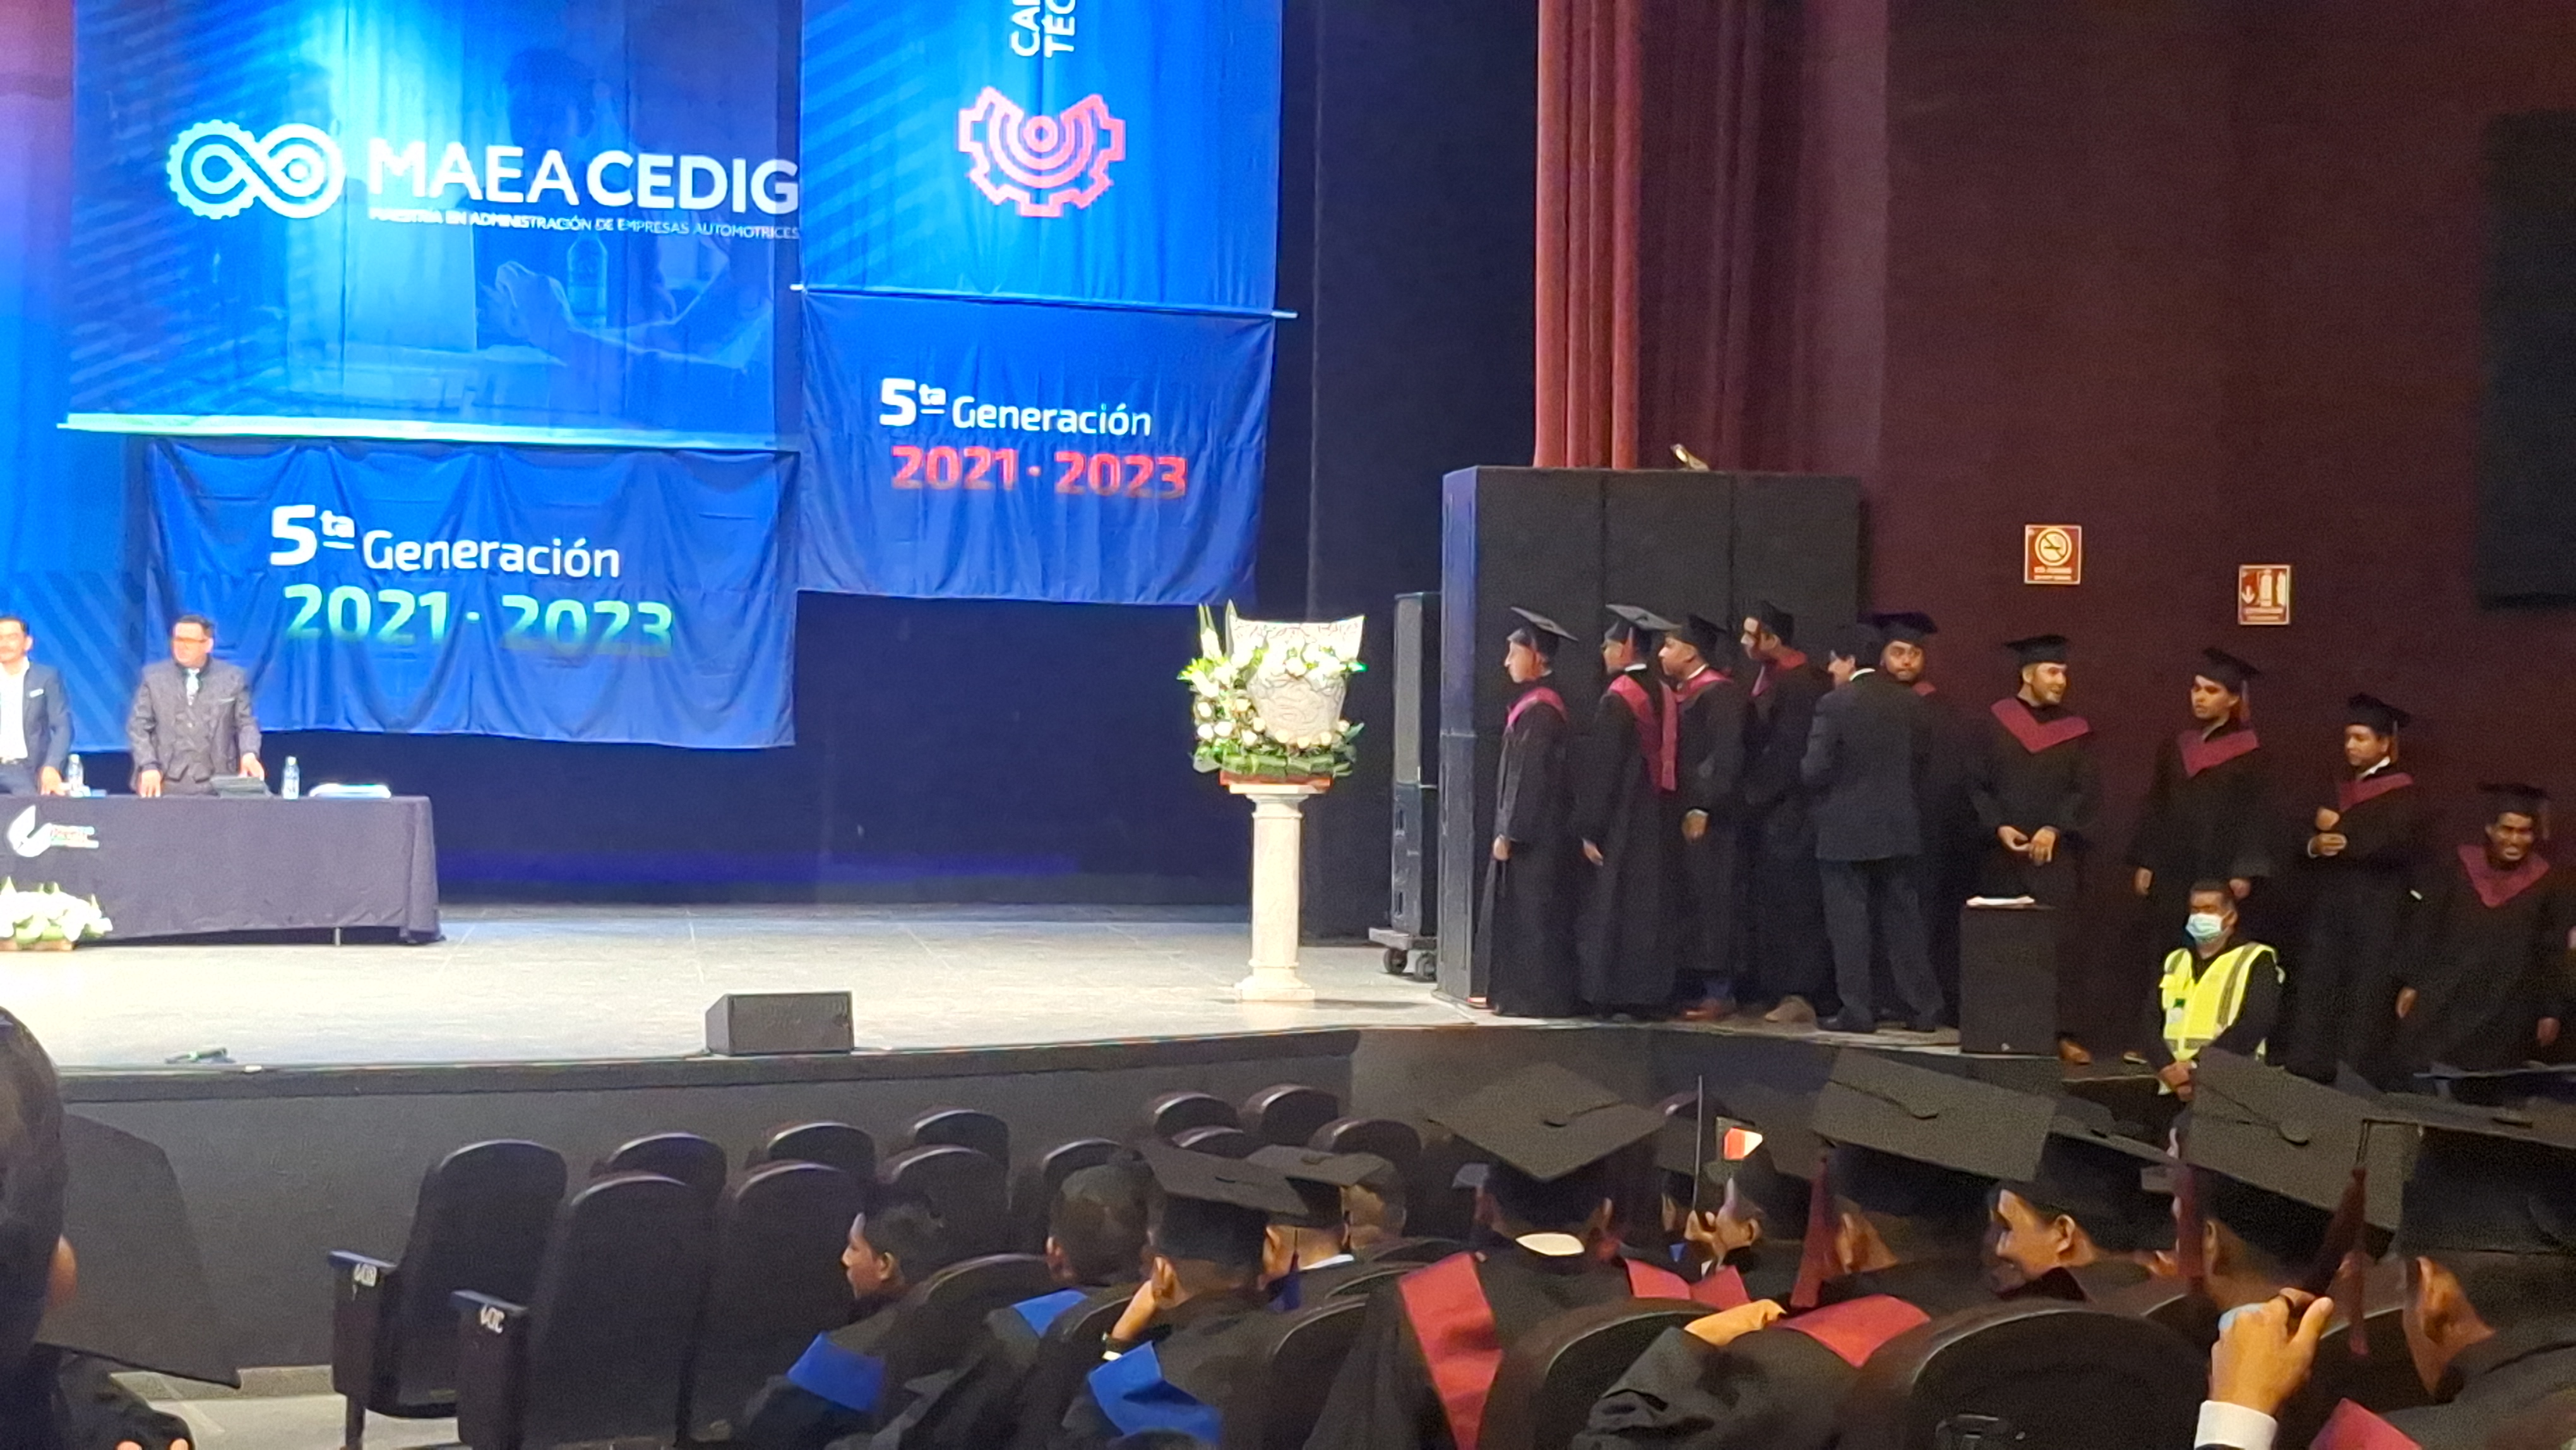 MAEA CEDIG
MAESTRÍA EN ADMINISTRACIÓN DE EMPRESAS AUTOMOTRICES
5ta Generación
2021 · 2023
5ta Generación
2021 · 2023